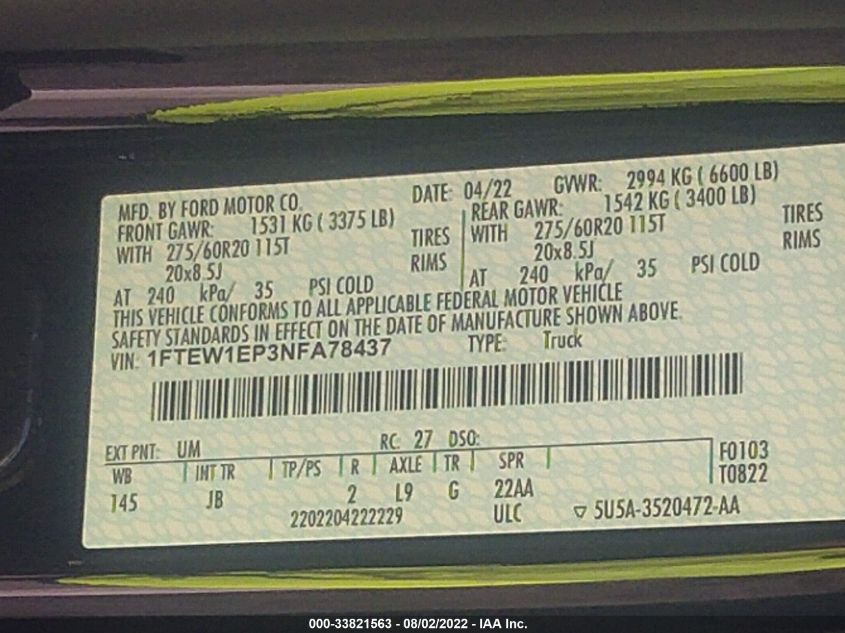 MFD. BY FORD MOTOR CO. DATE: 04/22 GVWR: 2994 KG ( 6600 LB)
FRONT GAWR: 1531 KG ( 3375 LB) REAR GAWR: 1542 KG ( 3400 LB)
WITH 275/60R20 115T TIRES WITH 275/60R20 115T TIRES
20x8.5J RIMS 20x8.5J RIMS
AT 240 kPa/ 35 PSI COLD AT 240 kPa/ 35 PSI COLD
THIS VEHICLE CONFORMS TO ALL APPLICABLE FEDERAL MOTOR VEHICLE
SAFETY STANDARDS IN EFFECT ON THE DATE OF MANUFACTURE SHOWN ABOVE.
VIN: 1FTEW1EP3NFA78437 TYPE: Truck
EXT PNT: UM RC: 27 DSO: F0103
WB INT TR TP/PS R AXLE TR SPR T0822
145 JB 2 L9 G 22AA
2202204222229 ULC ▽ 5U5A-3520472-AA
000-33821563 - 08/02/2022 - IAA Inc.